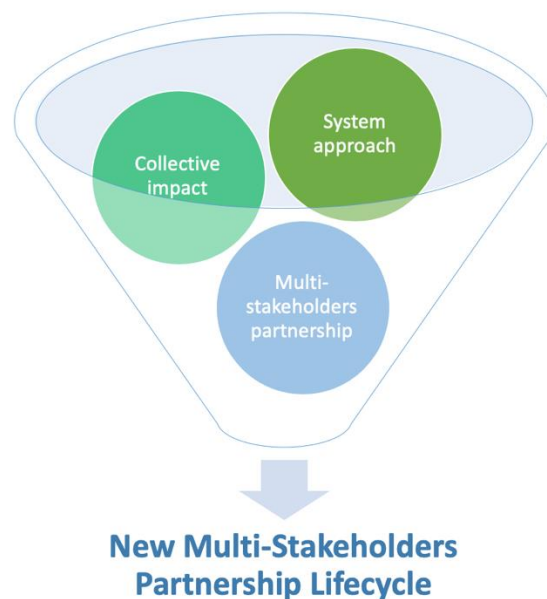 System
approach
Collective
impact
Multi-
stakeholders
partnership
New Multi-Stakeholders
Partnership Lifecycle